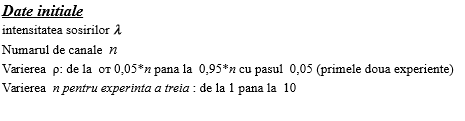 Date initiale
intensitatea sosirilor λ
Numarul de canale n
Varierea ρ: de la от 0,05*n pana la 0,95*n cu pasul 0,05 (primele doua experiente)
Varierea n pentru experinta a treia : de la 1 pana la 10